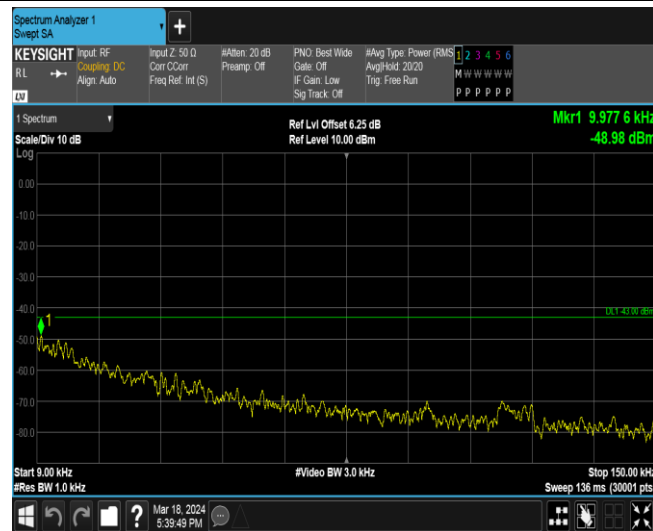 Spectrum Analyzer 1
Swept SA
+
KEYSIGHT Input: RF Input Z: 50 Ω #Atten: 20 dB PNO: Best Wide #Avg Type: Power (RMS 1 2 3 4 5 6
RL Coupling: DC Corr CCorr Preamp: Off Gate: Off Avg|Hold: 20/20 M W W W W W
Align: Auto Freq Ref: Int (S) IF Gain: Low Trig: Free Run
Sig Track: Off P P P P P P
LXI
1 Spectrum Ref Lvl Offset 6.25 dB Mkr1 9.977 6 kHz
Scale/Div 10 dB Ref Level 10.00 dBm -48.98 dBm
Log
0.00
-10.0
-20.0
-30.0
-40.0 DL1 -43.00 dBm
1
-50.0
-60.0
-70.0
-80.0
Start 9.00 kHz #Video BW 3.0 kHz Stop 150.00 kHz
#Res BW 1.0 kHz Sweep 136 ms (30001 pts
? Mar 18, 2024
5:39:49 PM